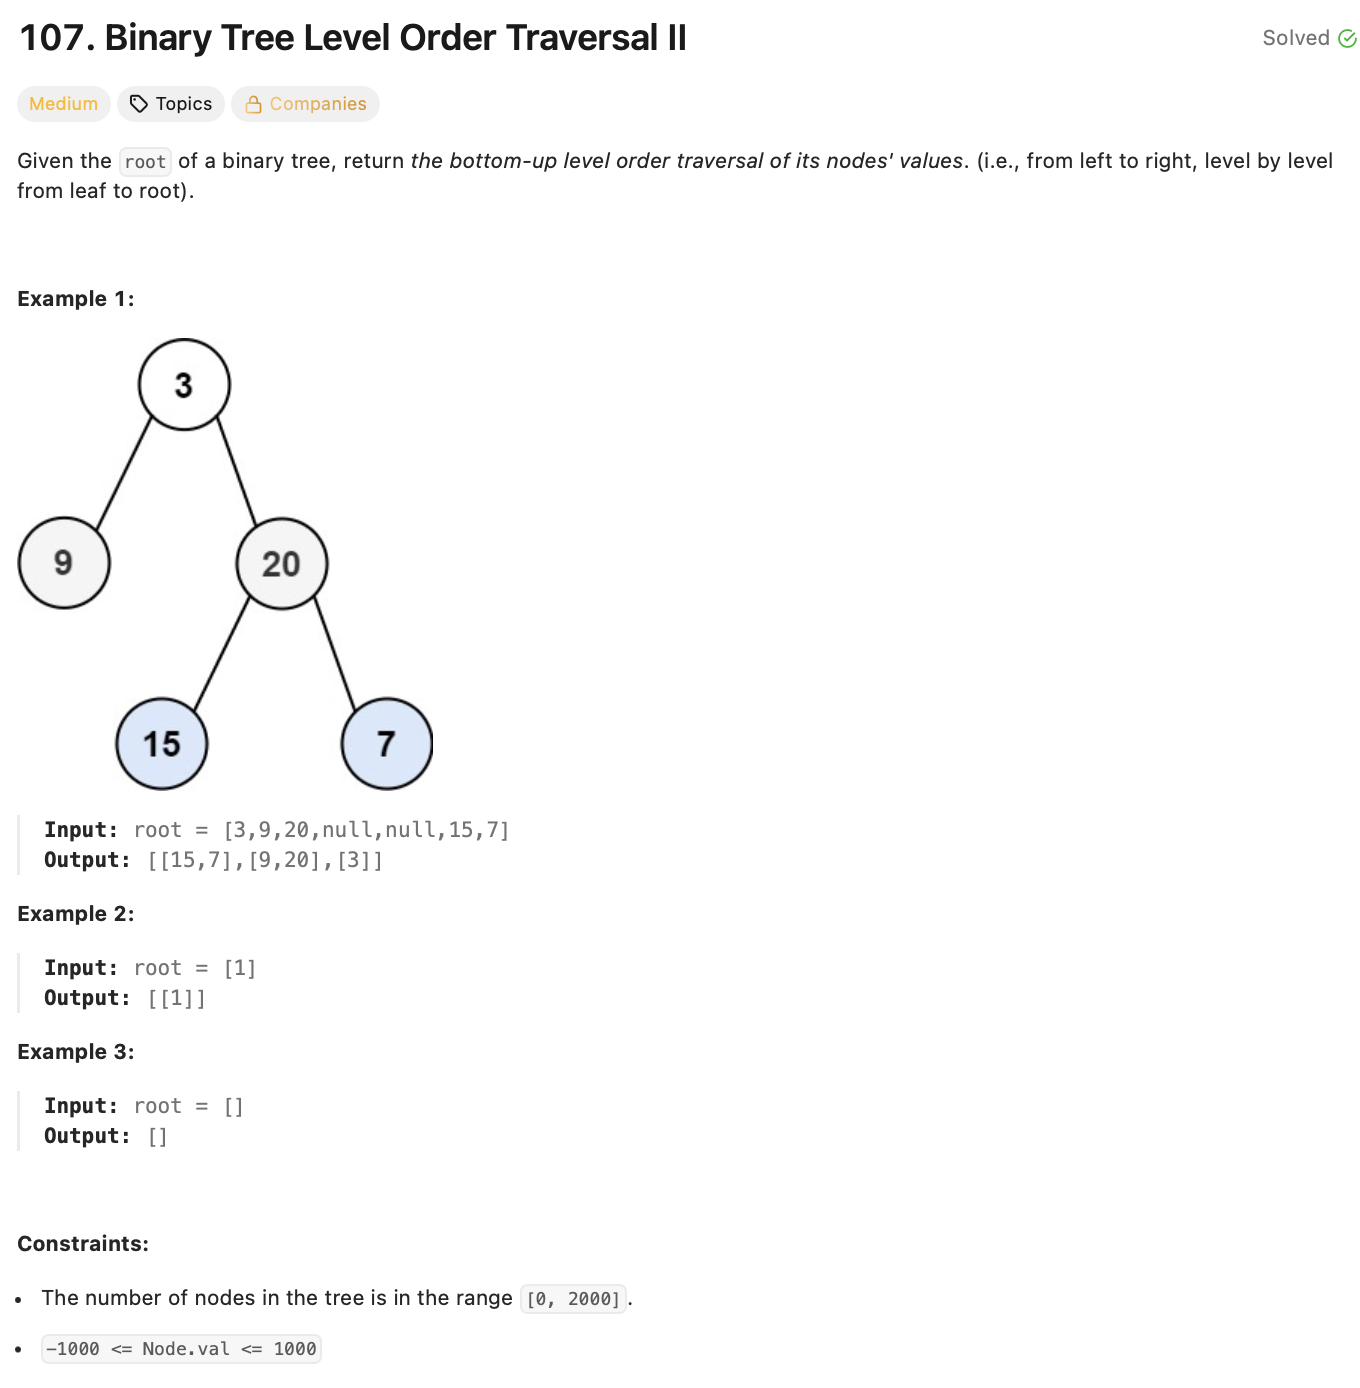 107. Binary Tree Level Order Traversal II
Solved
Medium
Topics
Companies
Given the root of a binary tree, return the bottom-up level order traversal of its nodes' values. (i.e., from left to right, level by level
from leaf to root).
Example 1:
3
9
20
15
7
Input: root = [3,9,20,null,null,15,7]
Output: [[15,7],[9,20],[3]]
Example 2:
Input: root = [1]
Output: [[1]]
Example 3:
Input: root = []
Output: []
Constraints:
• The number of nodes in the tree is in the range [0, 2000].
• -1000 <= Node.val <= 1000